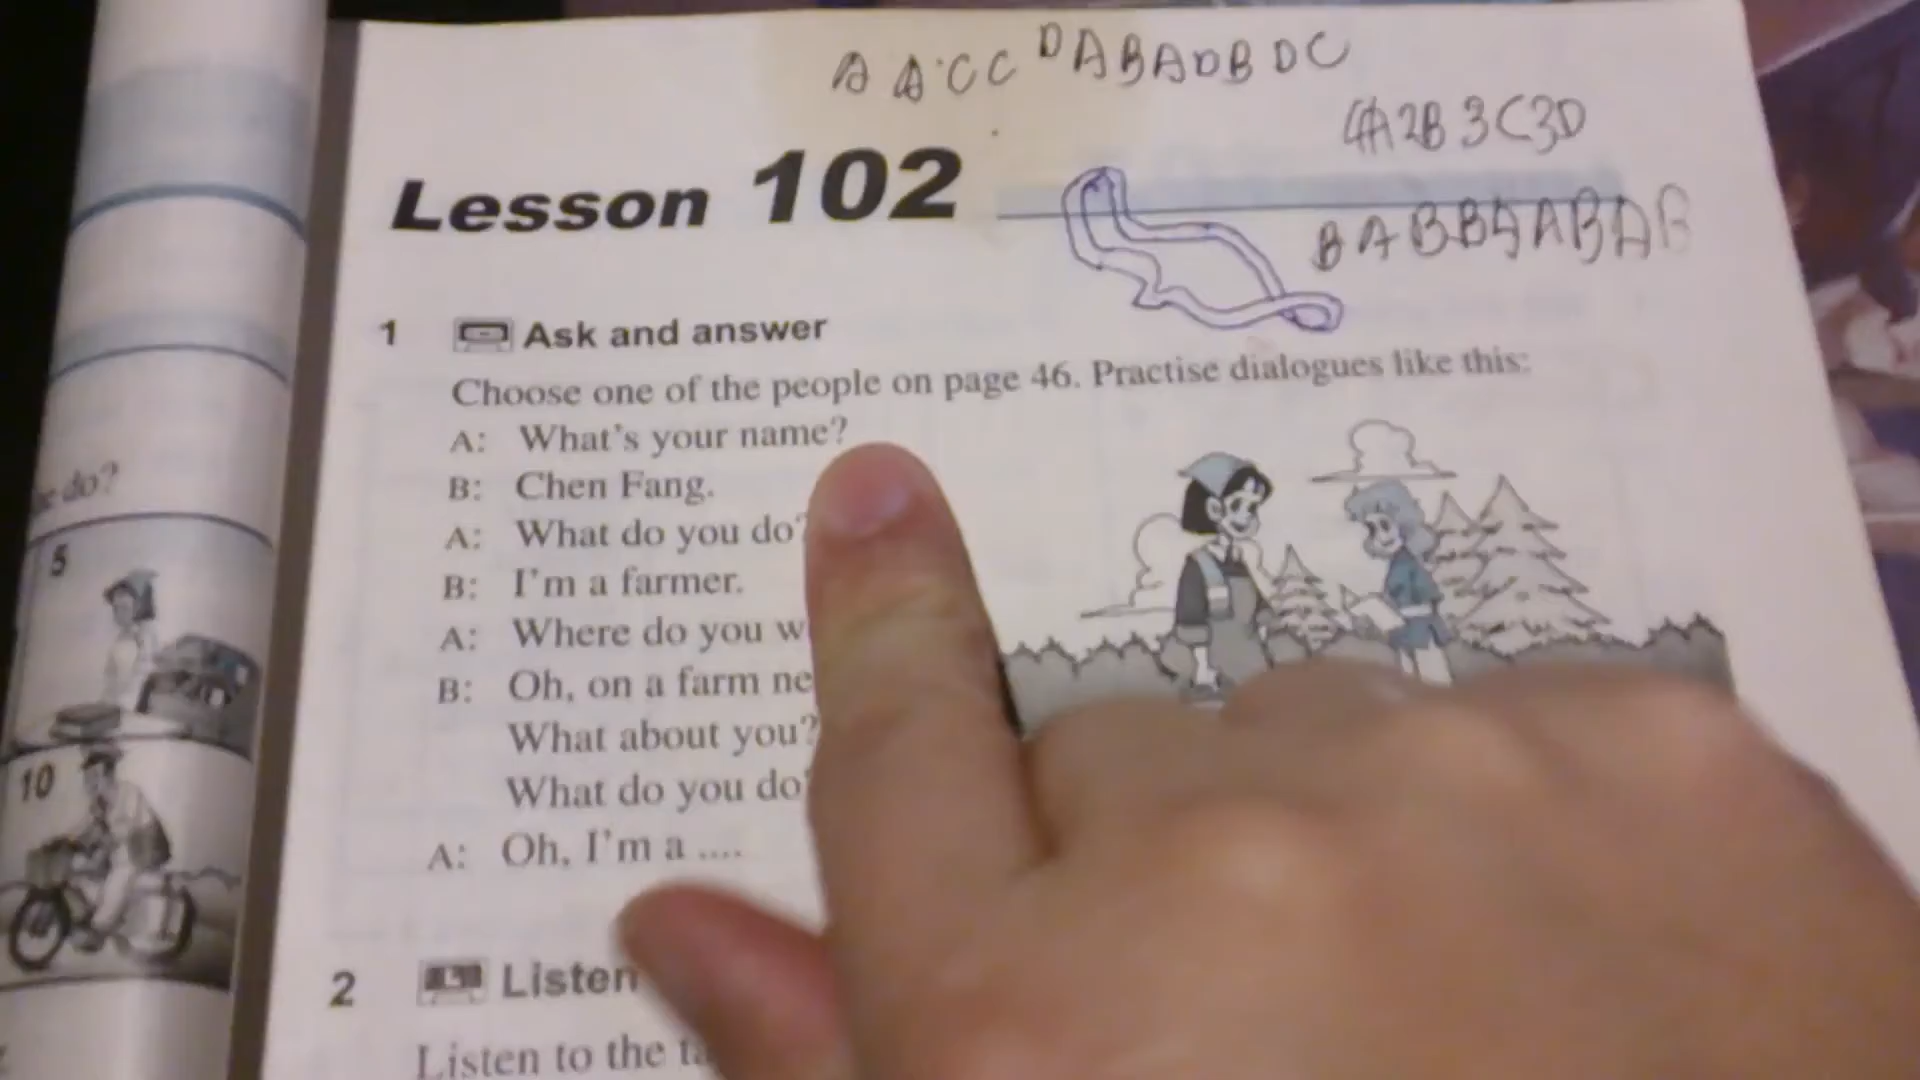 A A C C D A B A D B D C
4A 2B 3C 3D
Lesson 102
B A B B A A B A B
1 Ask and answer
Choose one of the people on page 46. Practise dialogues like this:
A: What's your name?
B: Chen Fang.
A: What do you do?
B: I'm a farmer.
A: Where do you
B: Oh, on a farm
What about you?
What do you do?
A: Oh, I'm a ....
2 Listen
Listen to the
do?
5
10